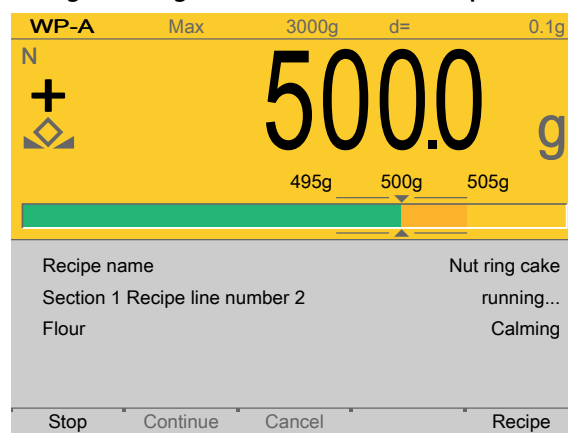 WP-A Max 3000g d= 0.1g
N
+
500.0 g
495g 500g 505g
Recipe name Nut ring cake
Section 1 Recipe line number 2 running...
Flour Calming
Stop Continue Cancel Recipe